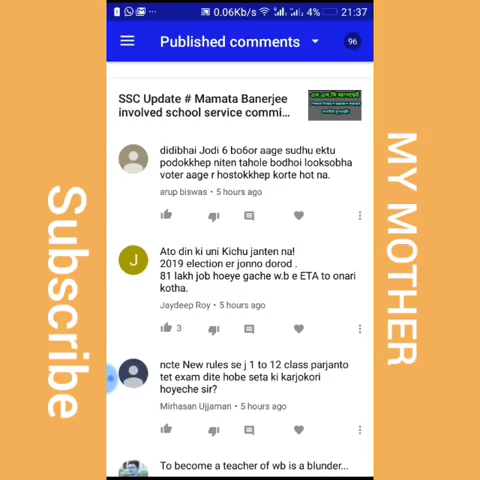 0.06Kb/s 4% 21:37
Published comments
96
SSC Update # Mamata Banerjee
involved school service commi...
didibhai Jodi 6 bo6or aage sudhu ektu
podokkhep niten tahole bodhoi looksobha
voter aage r hostokkhep korte hot na.
arup biswas • 5 hours ago
J
Ato din ki uni Kichu janten na!
2019 election er jonno dorod .
81 lakh job hoeye gache w.b e ETA to onari
kotha.
Jaydeep Roy • 5 hours ago
3
ncte New rules se j 1 to 12 class parjanto
tet exam dite hobe seta ki karjokori
hoyeche sir?
Mirhasan Ujjaman • 5 hours ago
To become a teacher of wb is a blunder...
Subscribe
MY MOTHER